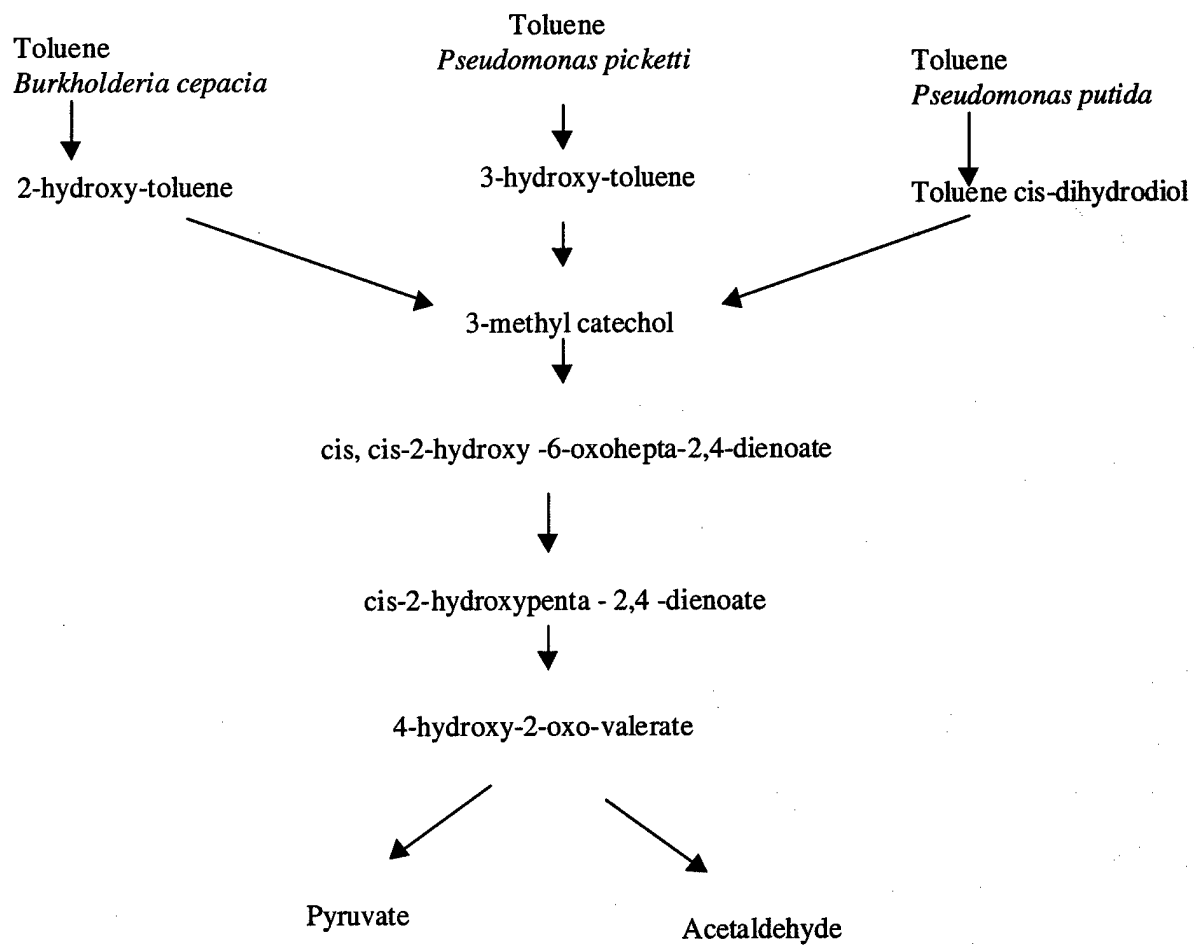 Toluene
Burkholderia cepacia
Toluene
Pseudomonas picketti
Toluene
Pseudomonas putida
2-hydroxy-toluene
3-hydroxy-toluene
Toluene cis-dihydrodiol
3-methyl catechol
cis, cis-2-hydroxy -6-oxohepta-2,4-dienoate
cis-2-hydroxypenta - 2,4 -dienoate
4-hydroxy-2-oxo-valerate
Pyruvate
Acetaldehyde